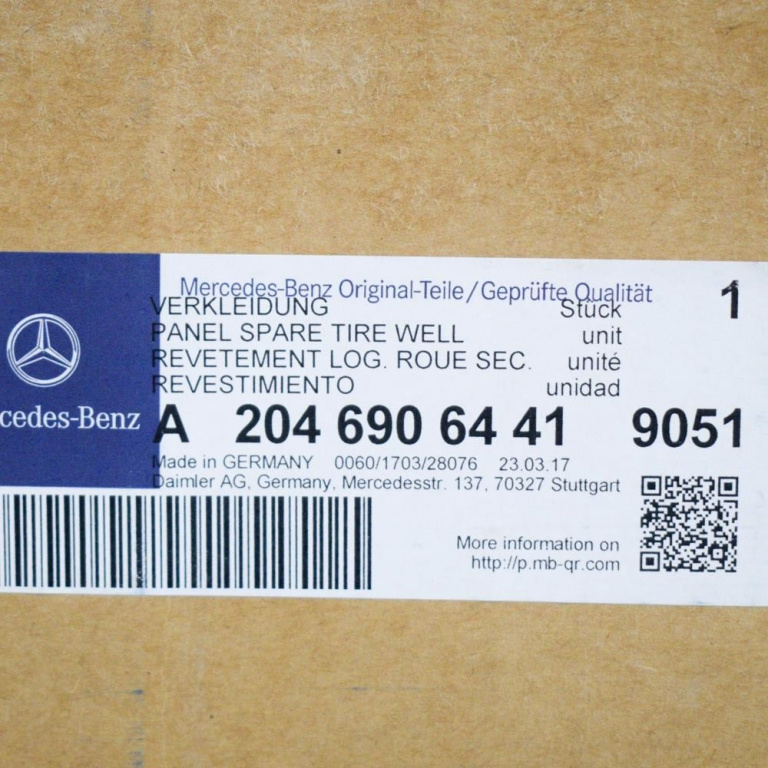 Mercedes-Benz Original-Teile/Geprüfte Qualität
VERKLEIDUNG Stück 1
PANEL SPARE TIRE WELL unit
REVETEMENT LOG. ROUE SEC. unité
REVESTIMIENTO unidad
cedes-Benz
A 204 690 64 41 9051
Made in GERMANY 0060/1703/28076 23.03.17
Daimler AG, Germany, Mercedesstr. 137, 70327 Stuttgart
More information on
http://p.mb-qr.com